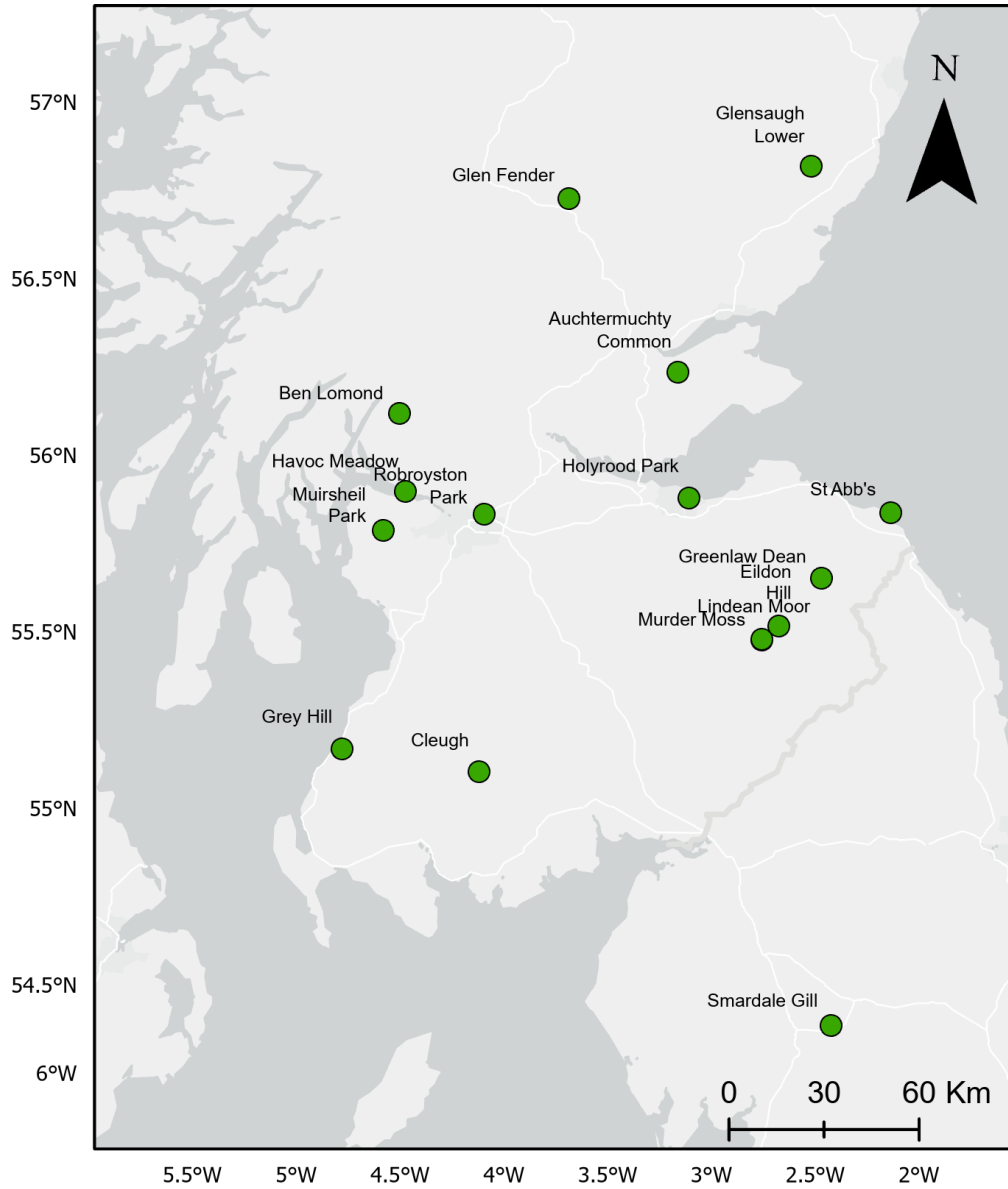 N
57°N
Glensaugh
Lower
Glen Fender
56.5°N
Auchtermuchty
Common
Ben Lomond
56°N
Havoc Meadow
Robroyston
Park
Holyrood Park
Muirsheil
Park
St Abb's
Greenlaw Dean
Eildon
Hill
Lindean Moor
Murder Moss
55.5°N
Grey Hill
Cleugh
55°N
54.5°N
Smardale Gill
6°W
0 30 60 Km
5.5°W 5°W 4.5°W 4°W 3.5°W 3°W 2.5°W 2°W